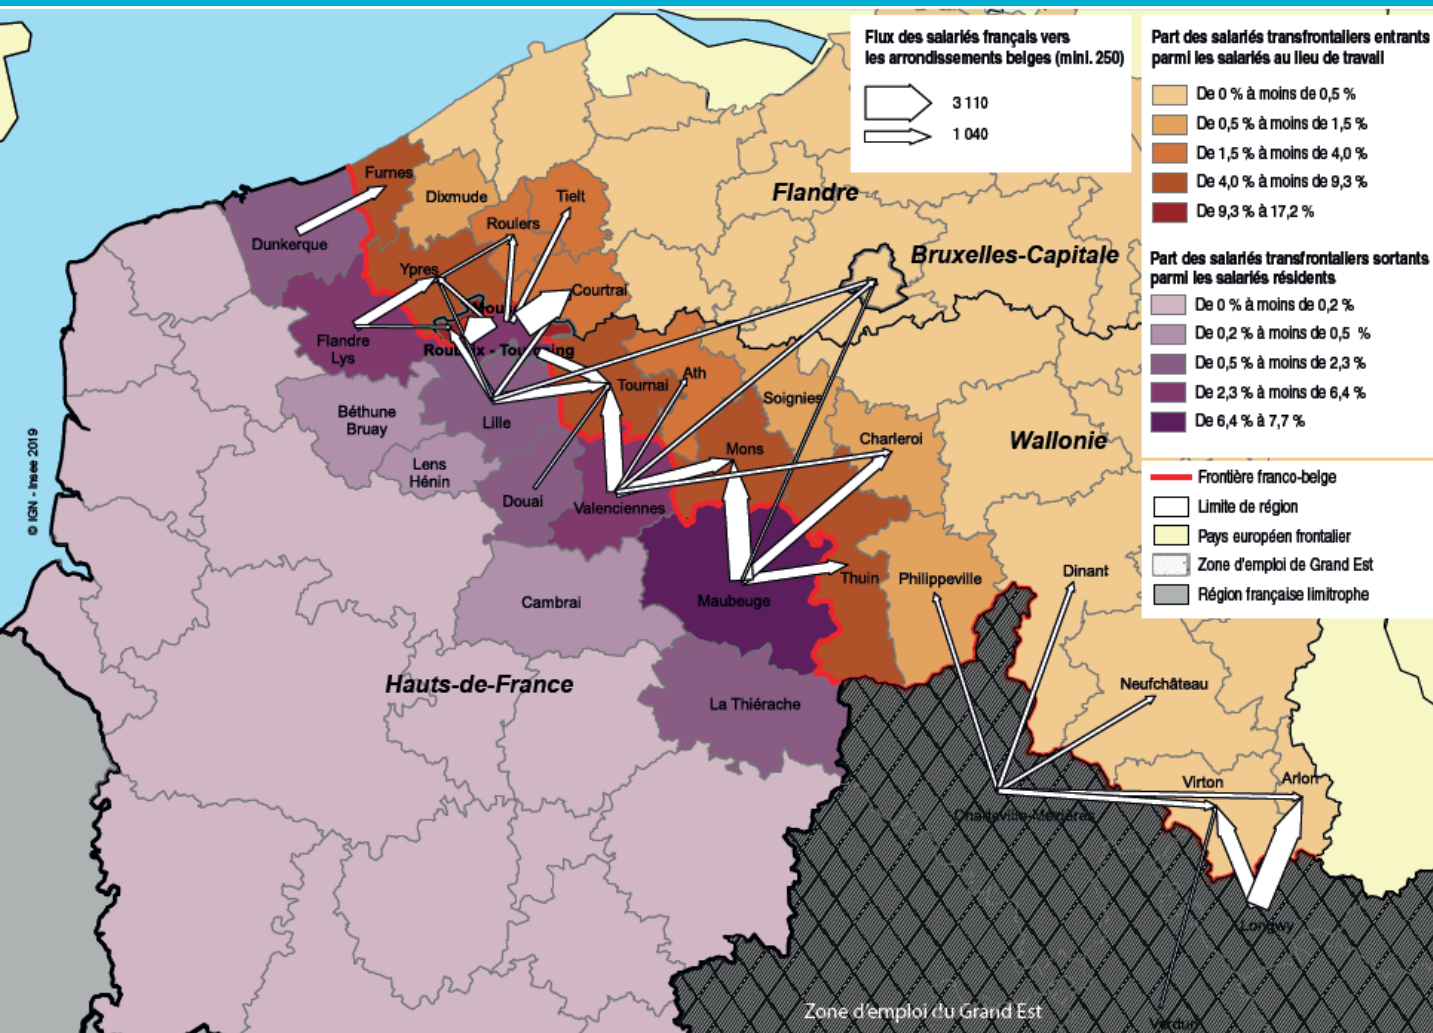 Flux des salariés français vers
les arrondissements belges (mini. 250)
3 110
1 040
Part des salariés transfrontaliers entrants
parmi les salariés au lieu de travail
De 0 % à moins de 0,5 %
De 0,5 % à moins de 1,5 %
De 1,5 % à moins de 4,0 %
De 4,0 % à moins de 9,3 %
De 9,3 % à 17,2 %
Part des salariés transfrontaliers sortants
parmi les salariés résidents
De 0 % à moins de 0,2 %
De 0,2 % à moins de 0,5 %
De 0,5 % à moins de 2,3 %
De 2,3 % à moins de 6,4 %
De 6,4 % à 7,7 %
Frontière franco-belge
Limite de région
Pays européen frontalier
Zone d'emploi de Grand Est
Région française limitrophe
Furnes
Dixmude
Tielt
Flandre
Roulers
Dunkerque
Bruxelles-Capitale
Ypres
Courtrai
Flandre
Lys
Roubaix - Tourcoing
Tournai
Ath
Soignies
Béthune
Bruay
Lille
Charleroi
Wallonie
Mons
Lens
Hénin
Douai
Valenciennes
© IGN - Insee 2019
Cambrai
Maubeuge
Thuin
Philippeville
Dinant
Hauts-de-France
La Thiérache
Neufchâteau
Virton
Arlon
Charleville-Mézières
Longwy
Zone d'emploi du Grand Est
Verdun